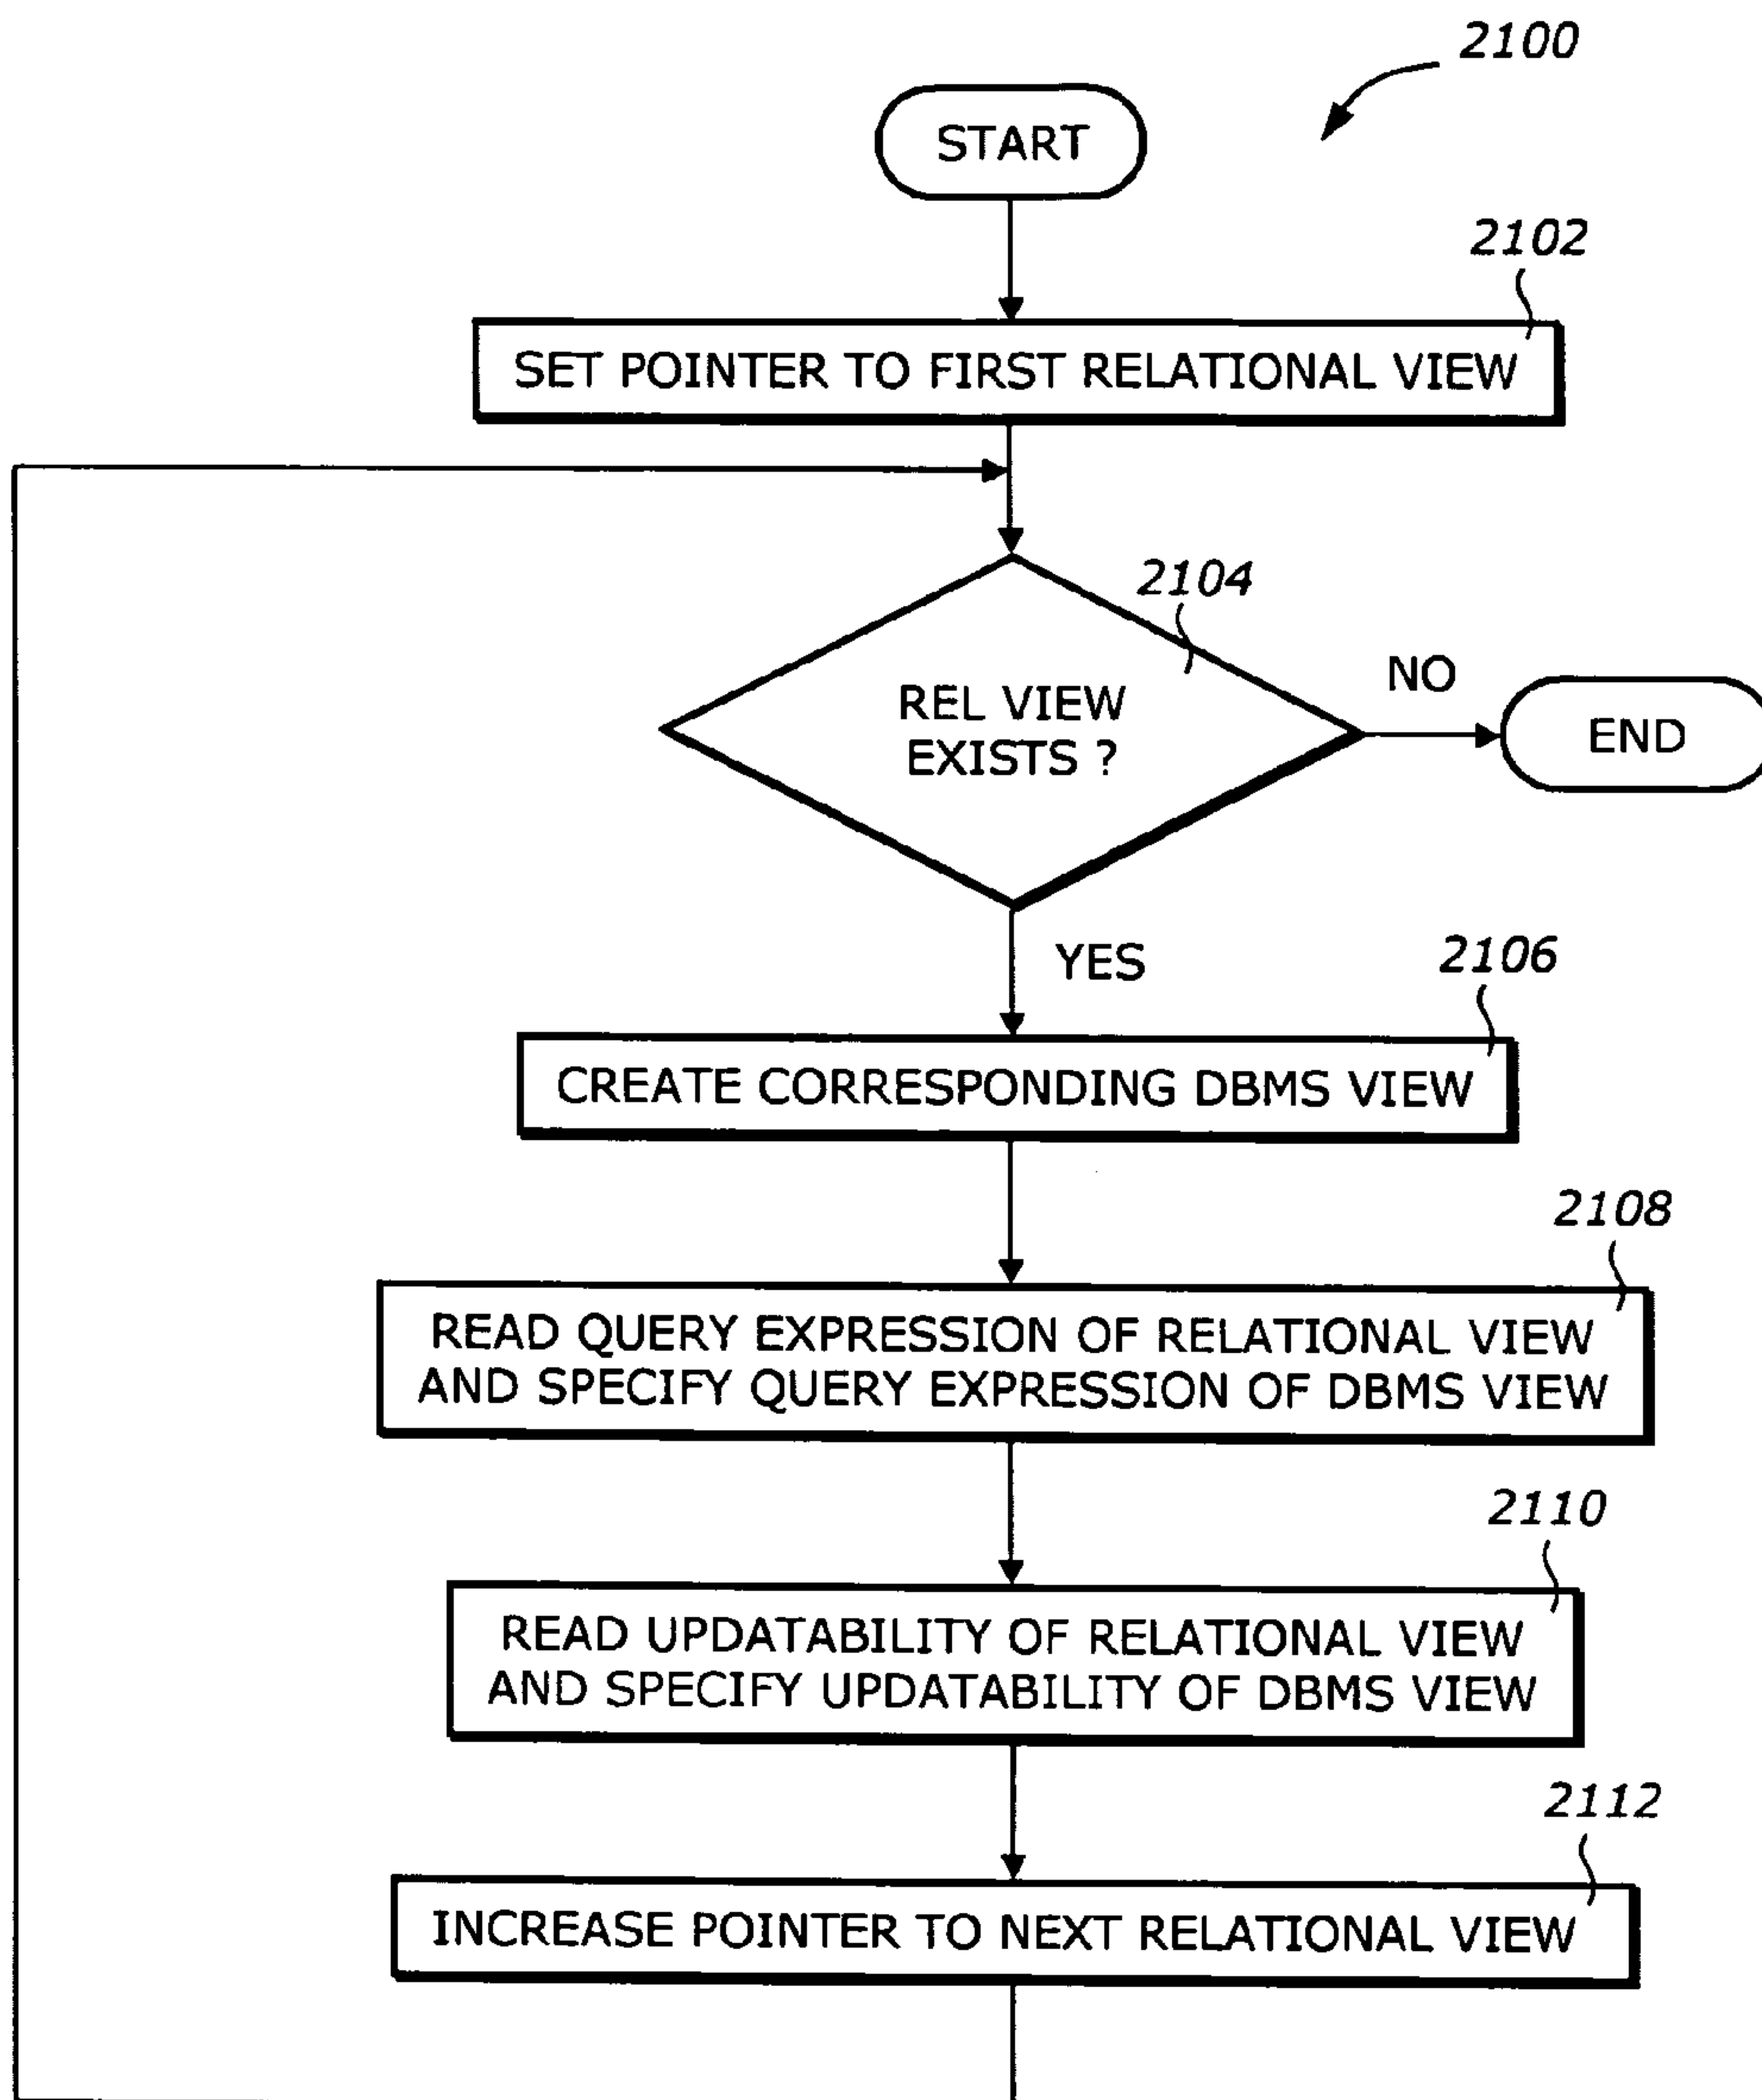 2100
START
2102
SET POINTER TO FIRST RELATIONAL VIEW
2104
REL VIEW
EXISTS ?
NO
END
YES
2106
CREATE CORRESPONDING DBMS VIEW
2108
READ QUERY EXPRESSION OF RELATIONAL VIEW
AND SPECIFY QUERY EXPRESSION OF DBMS VIEW
2110
READ UPDATABILITY OF RELATIONAL VIEW
AND SPECIFY UPDATABILITY OF DBMS VIEW
2112
INCREASE POINTER TO NEXT RELATIONAL VIEW